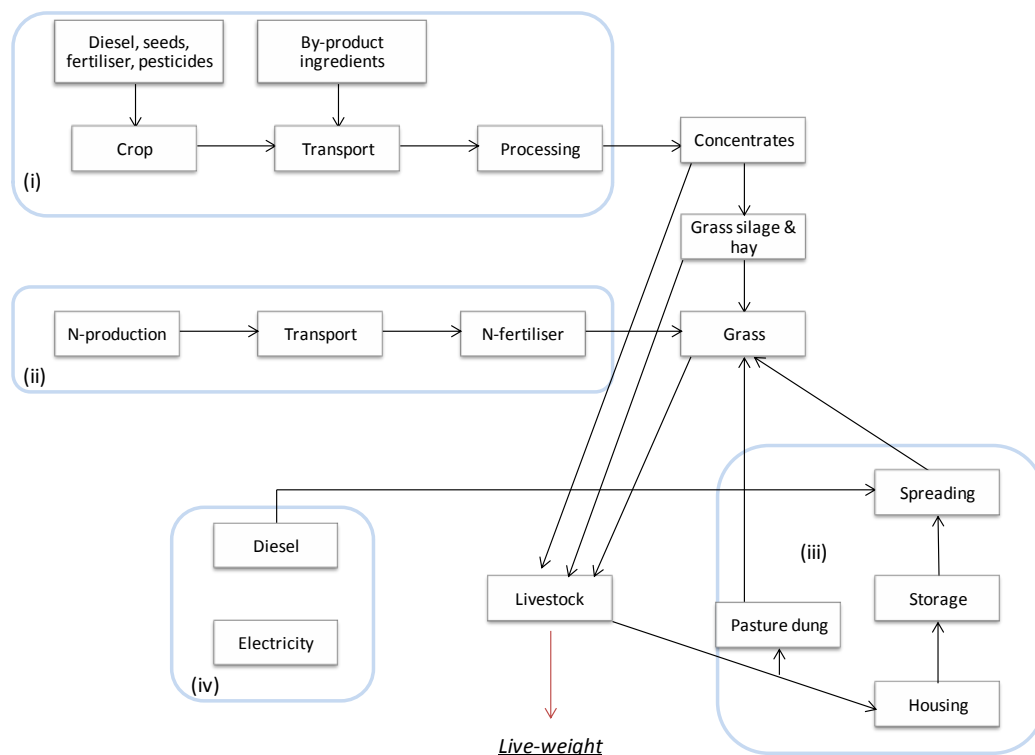 Diesel, seeds,
fertiliser, pesticides
By-product
ingredients
Crop
Transport
Processing
Concentrates
(i)
Grass silage &
hay
N-production
Transport
N-fertiliser
Grass
(ii)
Spreading
Diesel
(iii)
Livestock
Storage
Pasture dung
Electricity
(iv)
Housing
Live-weight